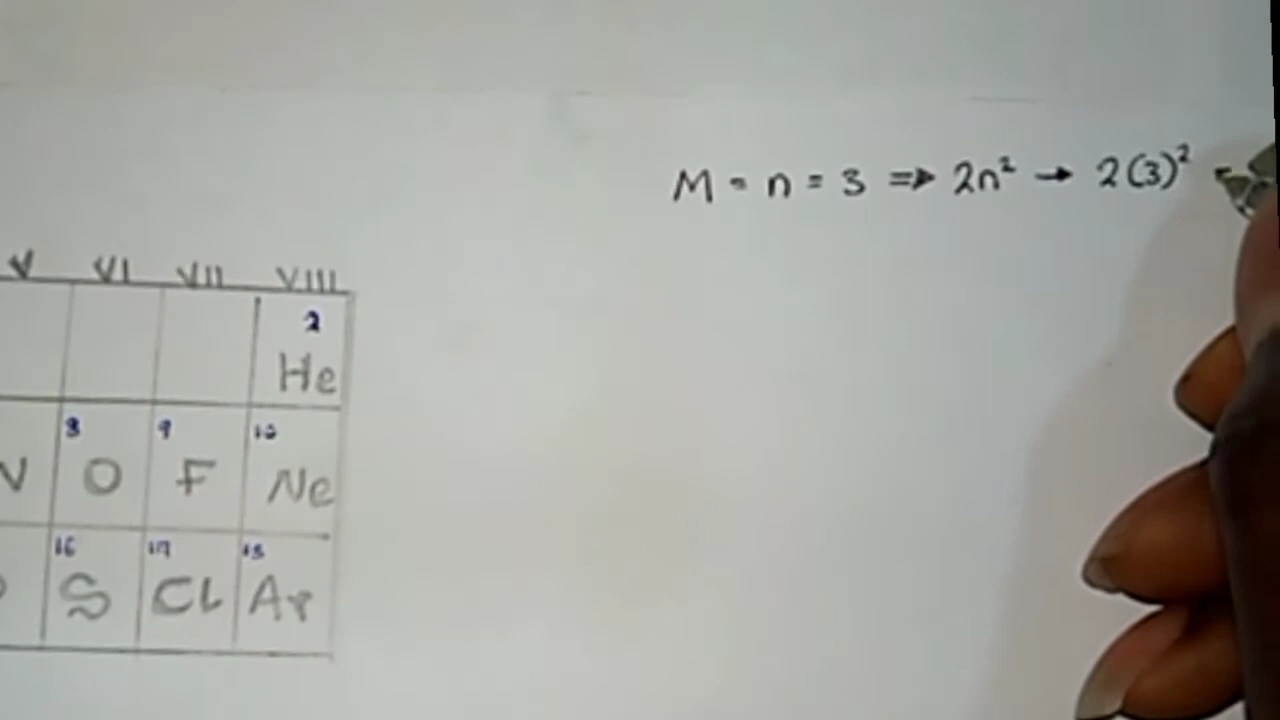 M = n = 3 ⇒ 2n² → 2(3)²
V VI VII VIII
2
He
8 9 10
N O F Ne
16 17 18
S CL Ar